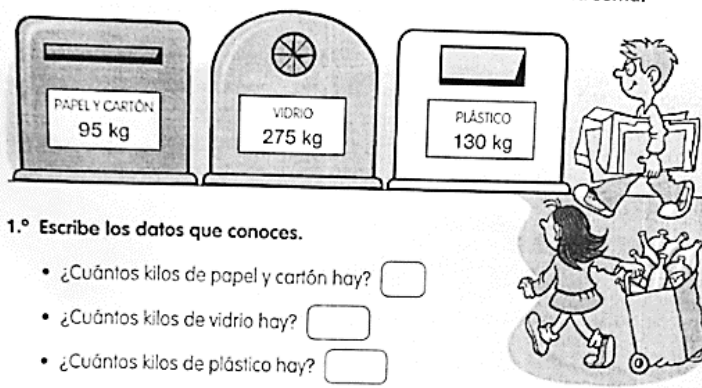 PAPEL Y CARTÓN
95 kg
VIDRIO
275 kg
PLÁSTICO
130 kg
1.º Escribe los datos que conoces.
• ¿Cuántos kilos de papel y cartón hay?
• ¿Cuántos kilos de vidrio hay?
• ¿Cuántos kilos de plástico hay?